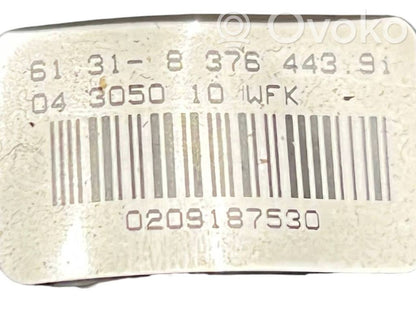 Ovoko
61 31- 8 376 443 9i
04 3050 10 WFK
0209187530